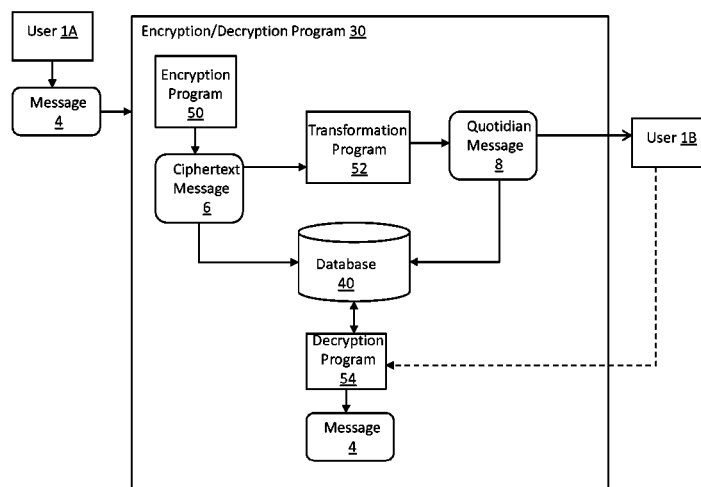 User 1A
Message
4
Encryption/Decryption Program 30
Encryption
Program
50
Ciphertext
Message
6
Transformation
Program
52
Quotidian
Message
8
User 1B
Database
40
Decryption
Program
54
Message
4